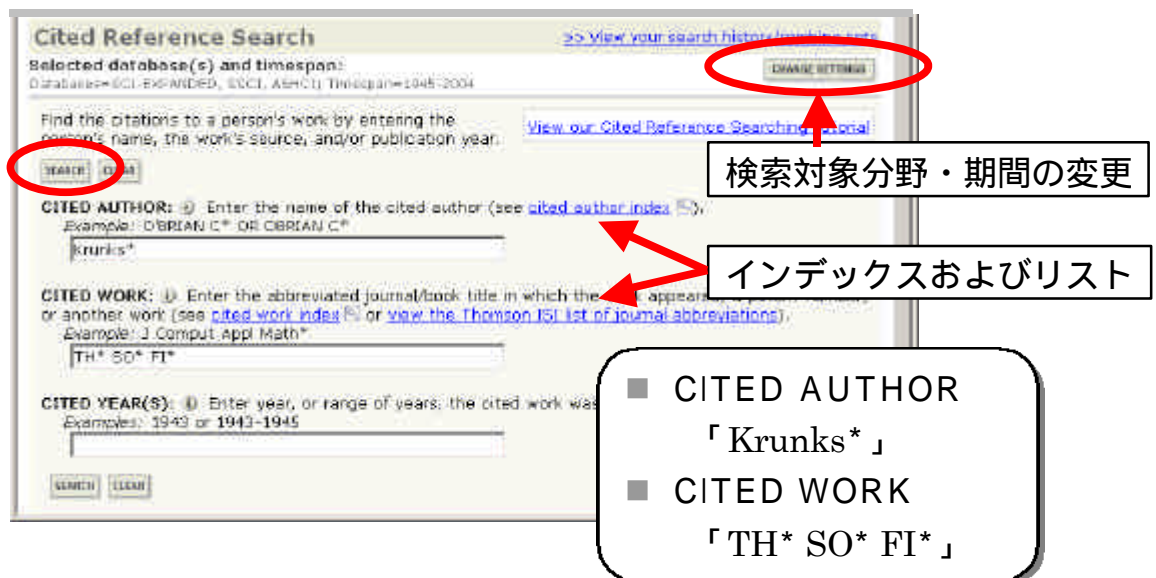 Cited Reference Search
>> View your search history/combine sets
Selected database(s) and timespan:
CHANGE SETTINGS
Databases=SCI-EXPANDED, SSCI, A&HCI; Timespan=1945-2004
Find the citations to a person's work by entering the
person's name, the work's source, and/or publication year.
View our Cited Reference Searching tutorial
SEARCH CLEAR
検索対象分野・期間の変更
CITED AUTHOR: Enter the name of the cited author (see cited author index ).
Example: O'BRIAN C* OR OBRIAN C*
Krunks*
インデックスおよびリスト
CITED WORK: Enter the abbreviated journal/book title in which the appears
or another work (see cited work index or view the Thomson ISI list of journal abbreviations).
Example: J Comput Appl Math*
TH* SO* FI*
CITED YEAR(S): Enter year, or range of years, the cited work was
Examples: 1943 or 1943-1945
SEARCH CLEAR
■ CITED AUTHOR
「Krunks*」
■ CITED WORK
「TH* SO* FI*」